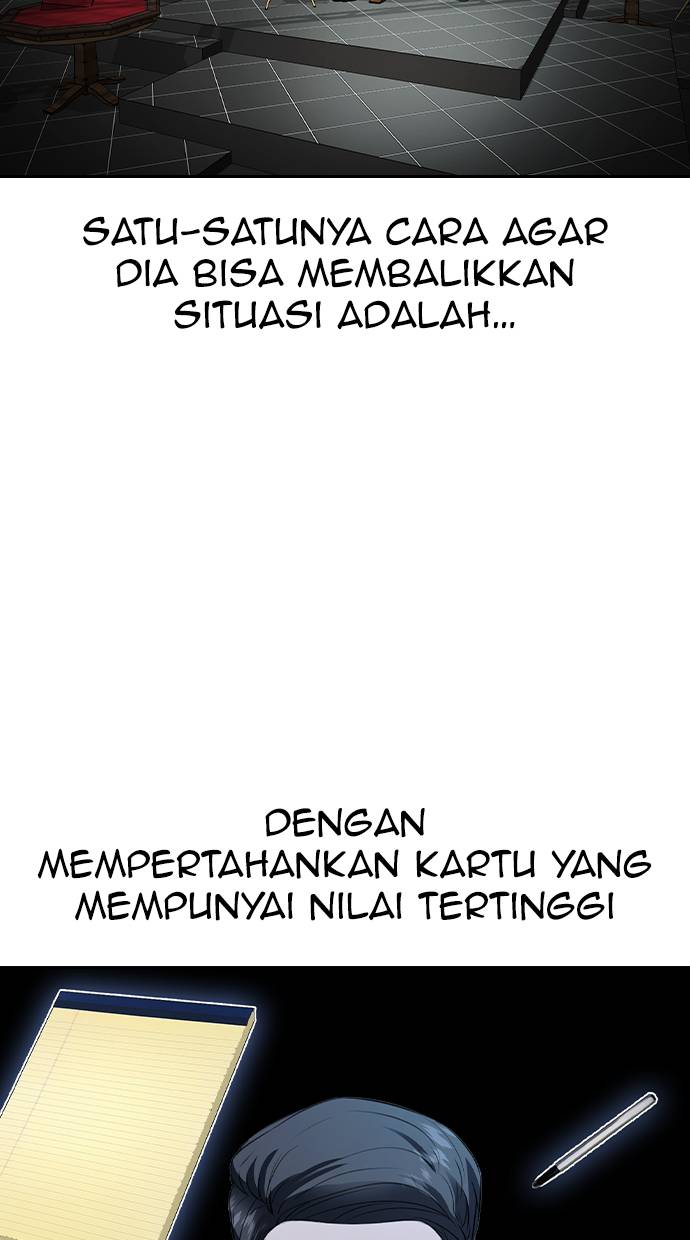 SATU-SATUNYA CARA AGAR
DIA BISA MEMBALIKKAN
SITUASI ADALAH...
DENGAN
MEMPERTAHANKAN KARTU YANG
MEMPUNYAI NILAI TERTINGGI